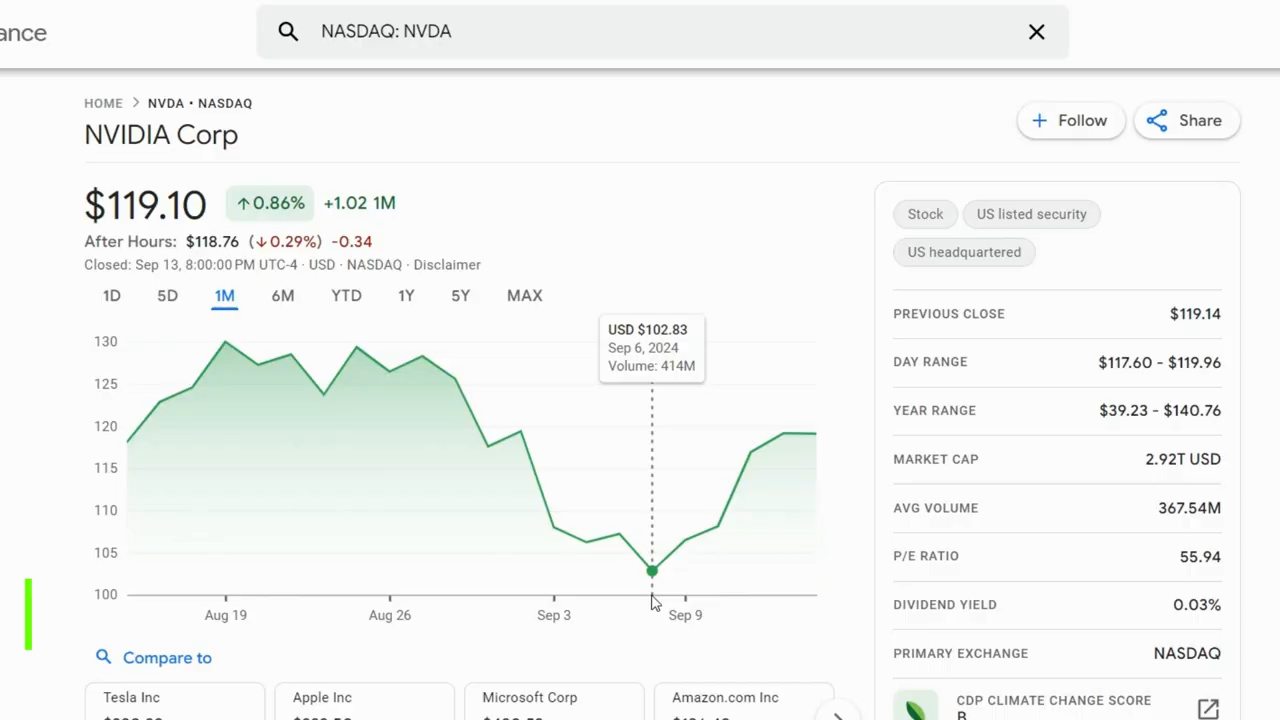 ance
NASDAQ: NVDA
HOME > NVDA • NASDAQ
NVIDIA Corp
Follow
Share
$119.10 ↑0.86% +1.02 1M
After Hours: $118.76 (↓0.29%) -0.34
Closed: Sep 13, 8:00:00 PM UTC-4 · USD · NASDAQ · Disclaimer
1D 5D 1M 6M YTD 1Y 5Y MAX
USD $102.83
Sep 6, 2024
Volume: 414M
130
125
120
115
110
105
100
Aug 19 Aug 26 Sep 3 Sep 9
Compare to
Tesla Inc
Apple Inc
Microsoft Corp
Amazon.com Inc
Stock
US listed security
US headquartered
PREVIOUS CLOSE $119.14
DAY RANGE $117.60 - $119.96
YEAR RANGE $39.23 - $140.76
MARKET CAP 2.92T USD
AVG VOLUME 367.54M
P/E RATIO 55.94
DIVIDEND YIELD 0.03%
PRIMARY EXCHANGE NASDAQ
CDP CLIMATE CHANGE SCORE
B